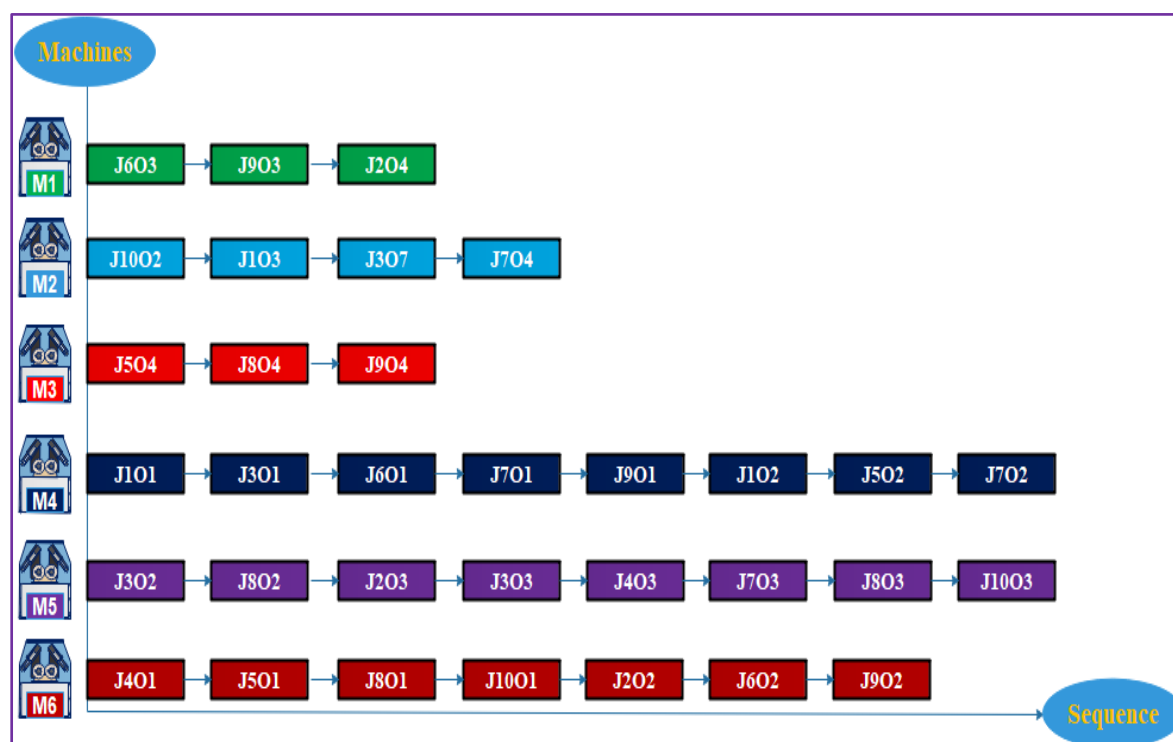 Machines
M1 J6O3 J9O3 J2O4
M2 J10O2 J1O3 J3O7 J7O4
M3 J5O4 J8O4 J9O4
M4 J1O1 J3O1 J6O1 J7O1 J9O1 J1O2 J5O2 J7O2
M5 J3O2 J8O2 J2O3 J3O3 J4O3 J7O3 J8O3 J10O3
M6 J4O1 J5O1 J8O1 J10O1 J2O2 J6O2 J9O2
Sequence